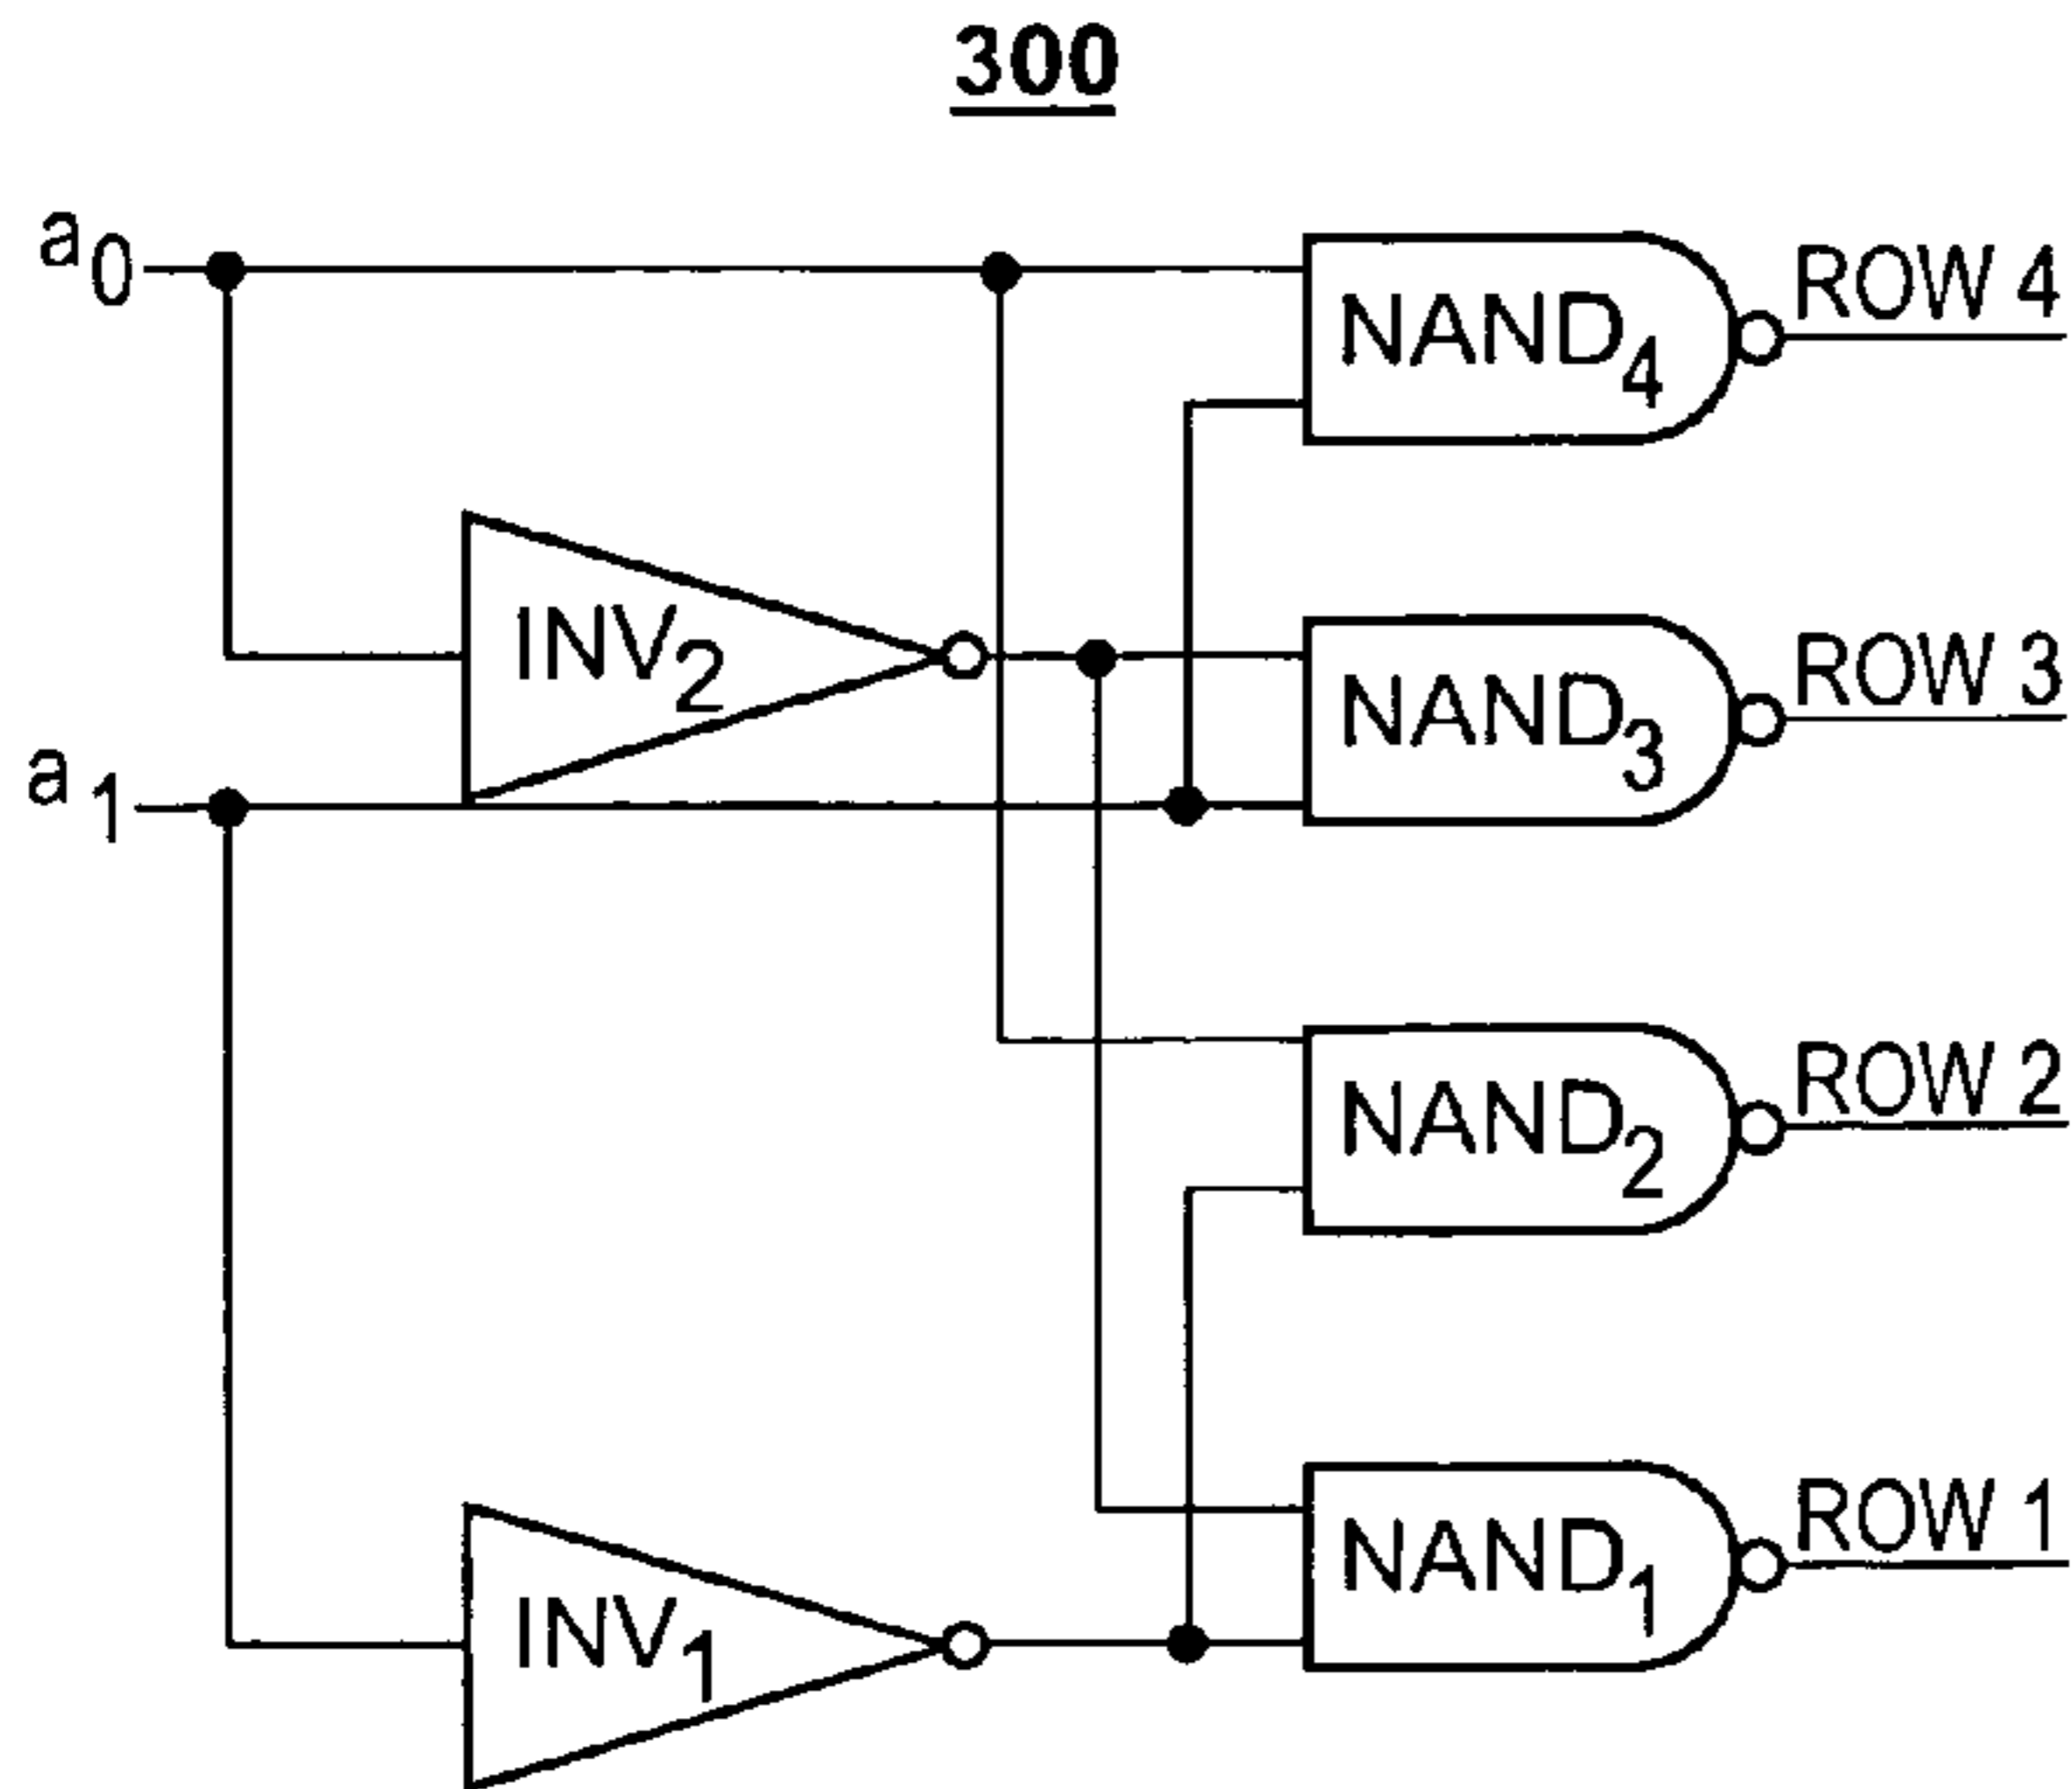 300
a0
NAND4
ROW 4
INV2
NAND3
ROW 3
a1
NAND2
ROW 2
INV1
NAND1
ROW 1